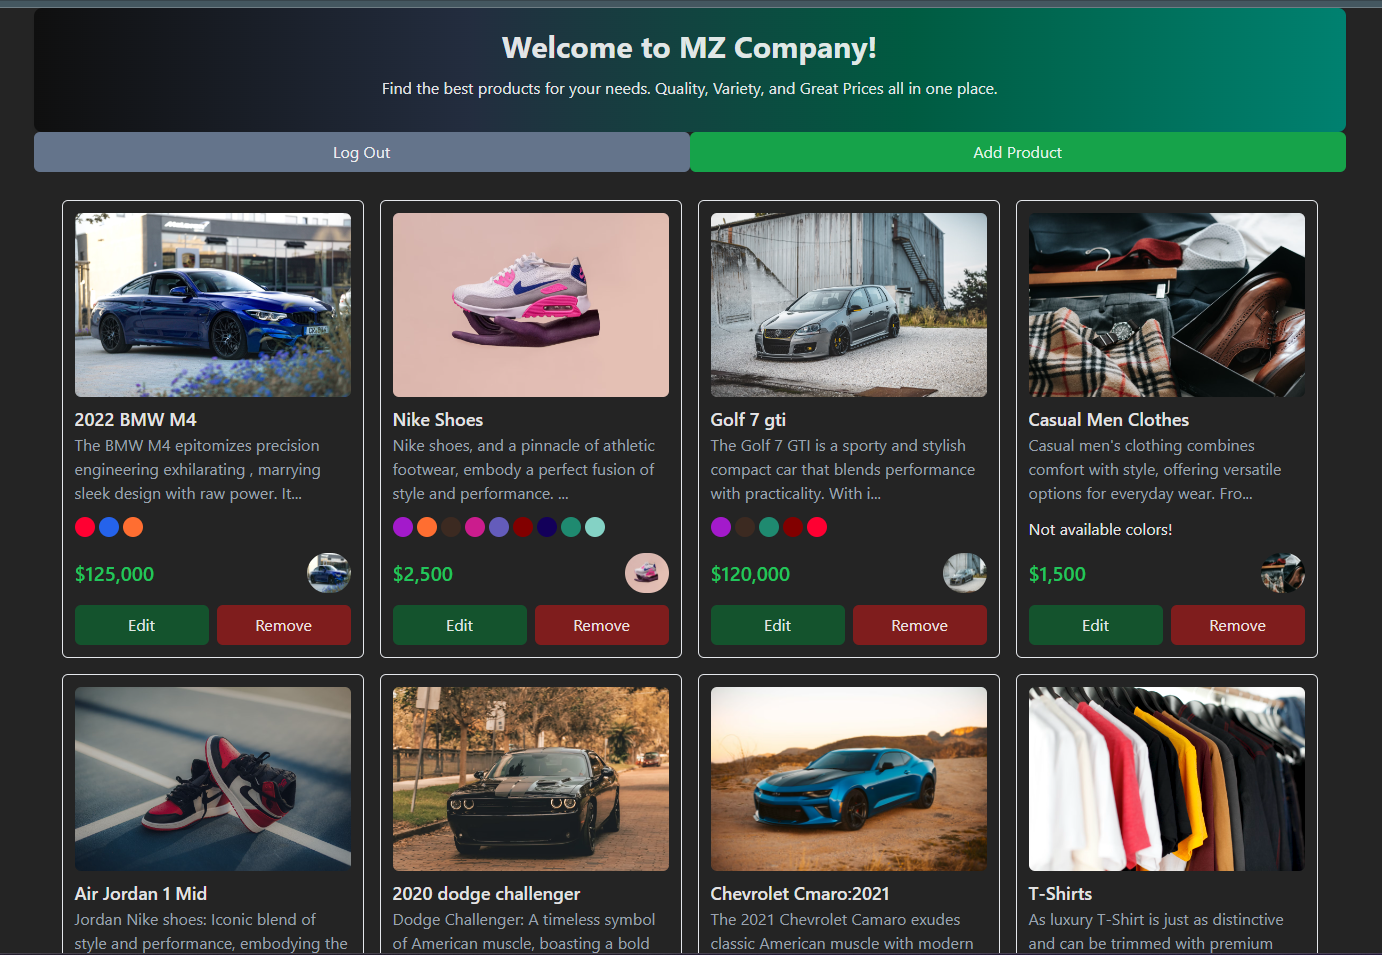 Welcome to MZ Company!
Find the best products for your needs. Quality, Variety, and Great Prices all in one place.
Log Out
Add Product
2022 BMW M4
The BMW M4 epitomizes precision
engineering exhilarating , marrying
sleek design with raw power. It...
$125,000
Edit
Remove
Nike Shoes
Nike shoes, and a pinnacle of athletic
footwear, embody a perfect fusion of
style and performance. ...
$2,500
Edit
Remove
Golf 7 gti
The Golf 7 GTI is a sporty and stylish
compact car that blends performance
with practicality. With i...
$120,000
Edit
Remove
Casual Men Clothes
Casual men's clothing combines
comfort with style, offering versatile
options for everyday wear. Fro...
Not available colors!
$1,500
Edit
Remove
Air Jordan 1 Mid
Jordan Nike shoes: Iconic blend of
style and performance, embodying the
2020 dodge challenger
Dodge Challenger: A timeless symbol
of American muscle, boasting a bold
Chevrolet Cmaro:2021
The 2021 Chevrolet Camaro exudes
classic American muscle with modern
T-Shirts
As luxury T-Shirt is just as distinctive
and can be trimmed with premium